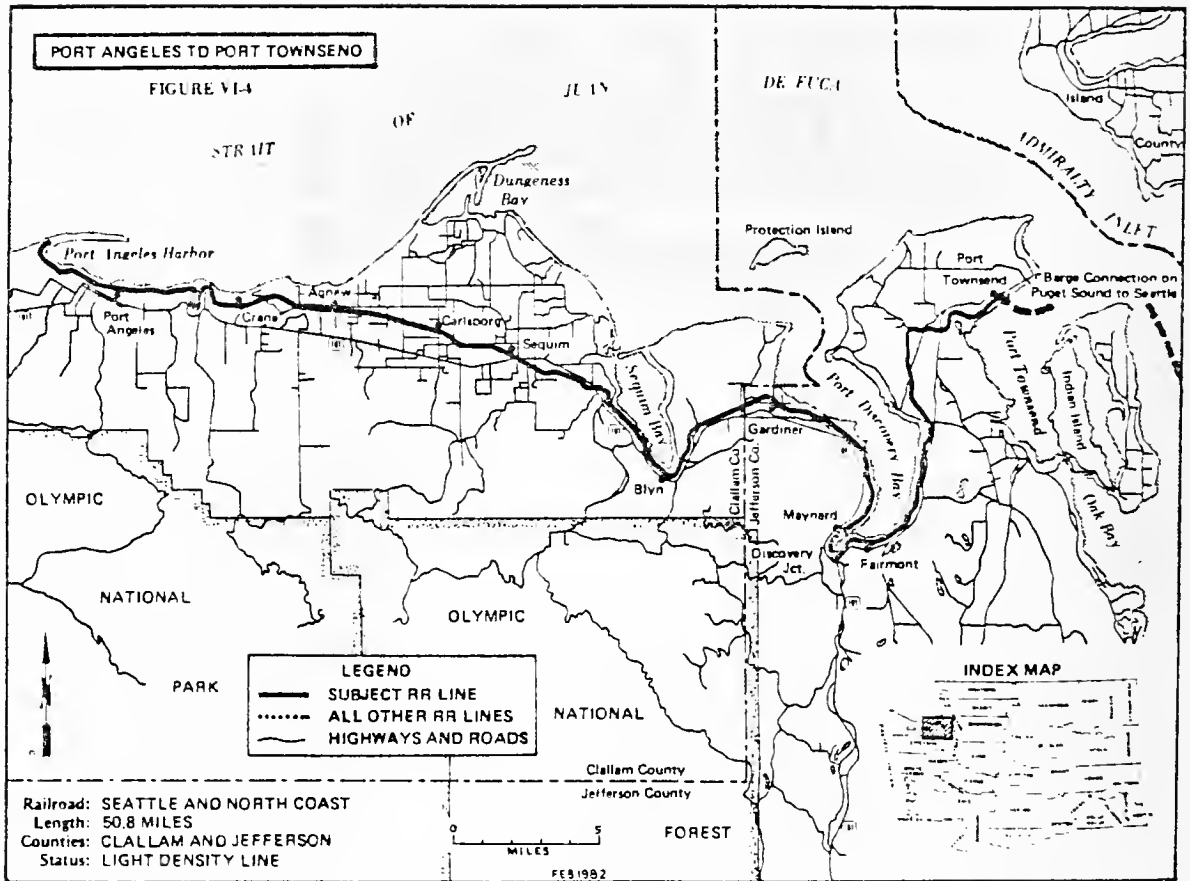 PORT ANGELES TD PORT TOWNSENO
FIGURE VI-4
STRAIT
OF
JUAN
DE FUCA
Island
County
ADMIRALTY
INLET
Dungeness
Bay
Protection Island
Port Angeles Harbor
Port
Townsend
Barge Connection on
Puget Sound to Seattle
Port
Angeles
Crane
Agnew
Carlsborg
Sequim
Sequim Bay
Port Discovery Bay
Port Townsend
Indian Island
Oak Bay
Gardiner
Blyn
Clallam Co.
Jefferson Co.
Maynard
Discovery
Jct.
Fairmont
OLYMPIC
NATIONAL
PARK
OLYMPIC
NATIONAL
FOREST
LEGEND
SUBJECT RR LINE
ALL OTHER RR LINES
HIGHWAYS AND ROADS
INDEX MAP
Clallam County
Jefferson County
Railroad: SEATTLE AND NORTH COAST
Length: 50.8 MILES
Counties: CLALLAM AND JEFFERSON
Status: LIGHT DENSITY LINE
0 5
MILES
FEB 1982